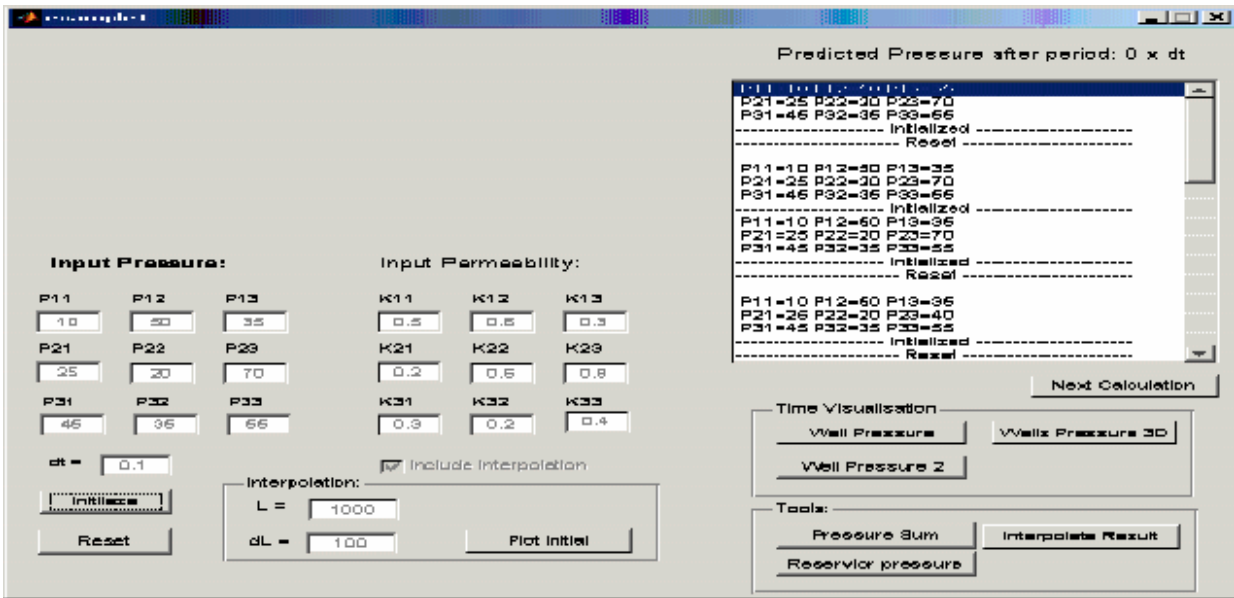 Predicted Pressure after period: 0 x dt
P21=25 P22=20 P23=70
P31=45 P32=35 P33=55
---------------------- Initialized -----------------------
------------------------ Reset -------------------------
P11=10 P12=50 P13=35
P21=25 P22=20 P23=70
P31=45 P32=35 P33=55
---------------------- Initialized -----------------------
P11=10 P12=50 P13=35
P21=25 P22=20 P23=70
P31=45 P32=35 P33=55
---------------------- Initialized -----------------------
------------------------ Reset -------------------------
P11=10 P12=50 P13=35
P21=25 P22=20 P23=40
P31=45 P32=35 P33=55
---------------------- Initialized -----------------------
------------------------ Reset -------------------------
Next Calculation
Input Pressure:
P11 P12 P13
10 50 35
P21 P22 P23
25 20 70
P31 P32 P33
45 35 55
dt = 0.1
Initilaze
Reset
Input Permeability:
K11 K12 K13
0.5 0.6 0.3
K21 K22 K23
0.2 0.6 0.8
K31 K32 K33
0.3 0.2 0.4
Include Interpolation
Interpolation:
L = 1000
dL = 100
Plot Initial
Time Visualisation
Well Pressure
Wells Pressure 3D
Well Pressure 2
Tools:
Pressure Sum
Interpolate Result
Reservior pressure